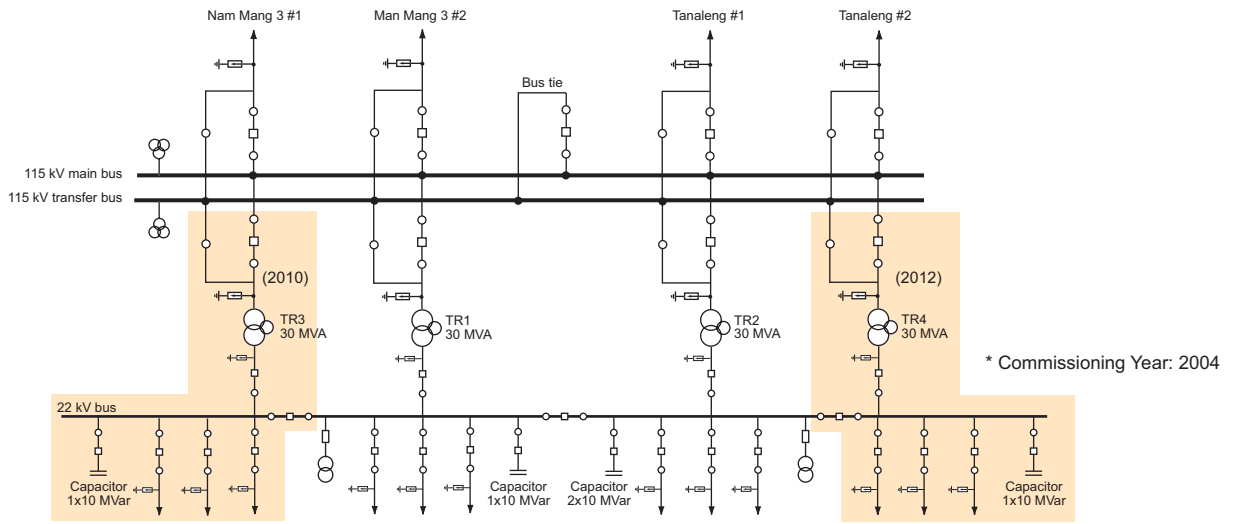 Nam Mang 3 #1
Man Mang 3 #2
Tanaleng #1
Tanaleng #2
Bus tie
115 kV main bus
115 kV transfer bus
(2010)
(2012)
TR3
30 MVA
TR1
30 MVA
TR2
30 MVA
TR4
30 MVA
* Commissioning Year: 2004
22 kV bus
Capacitor
1x10 MVar
Capacitor
1x10 MVar
Capacitor
2x10 MVar
Capacitor
1x10 MVar